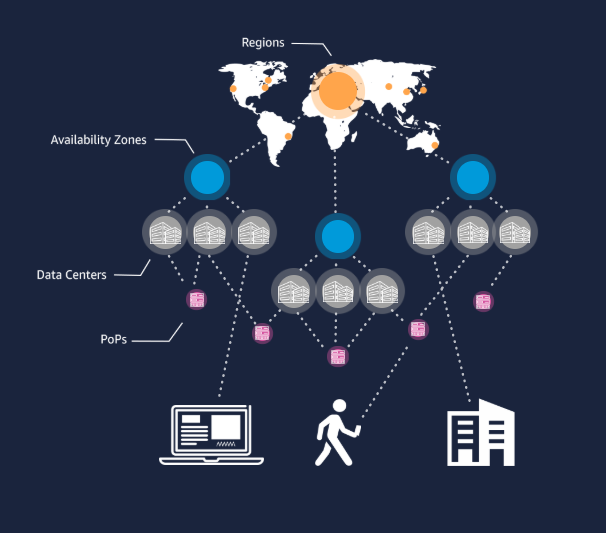 Regions
Availability Zones
Data Centers
PoPs